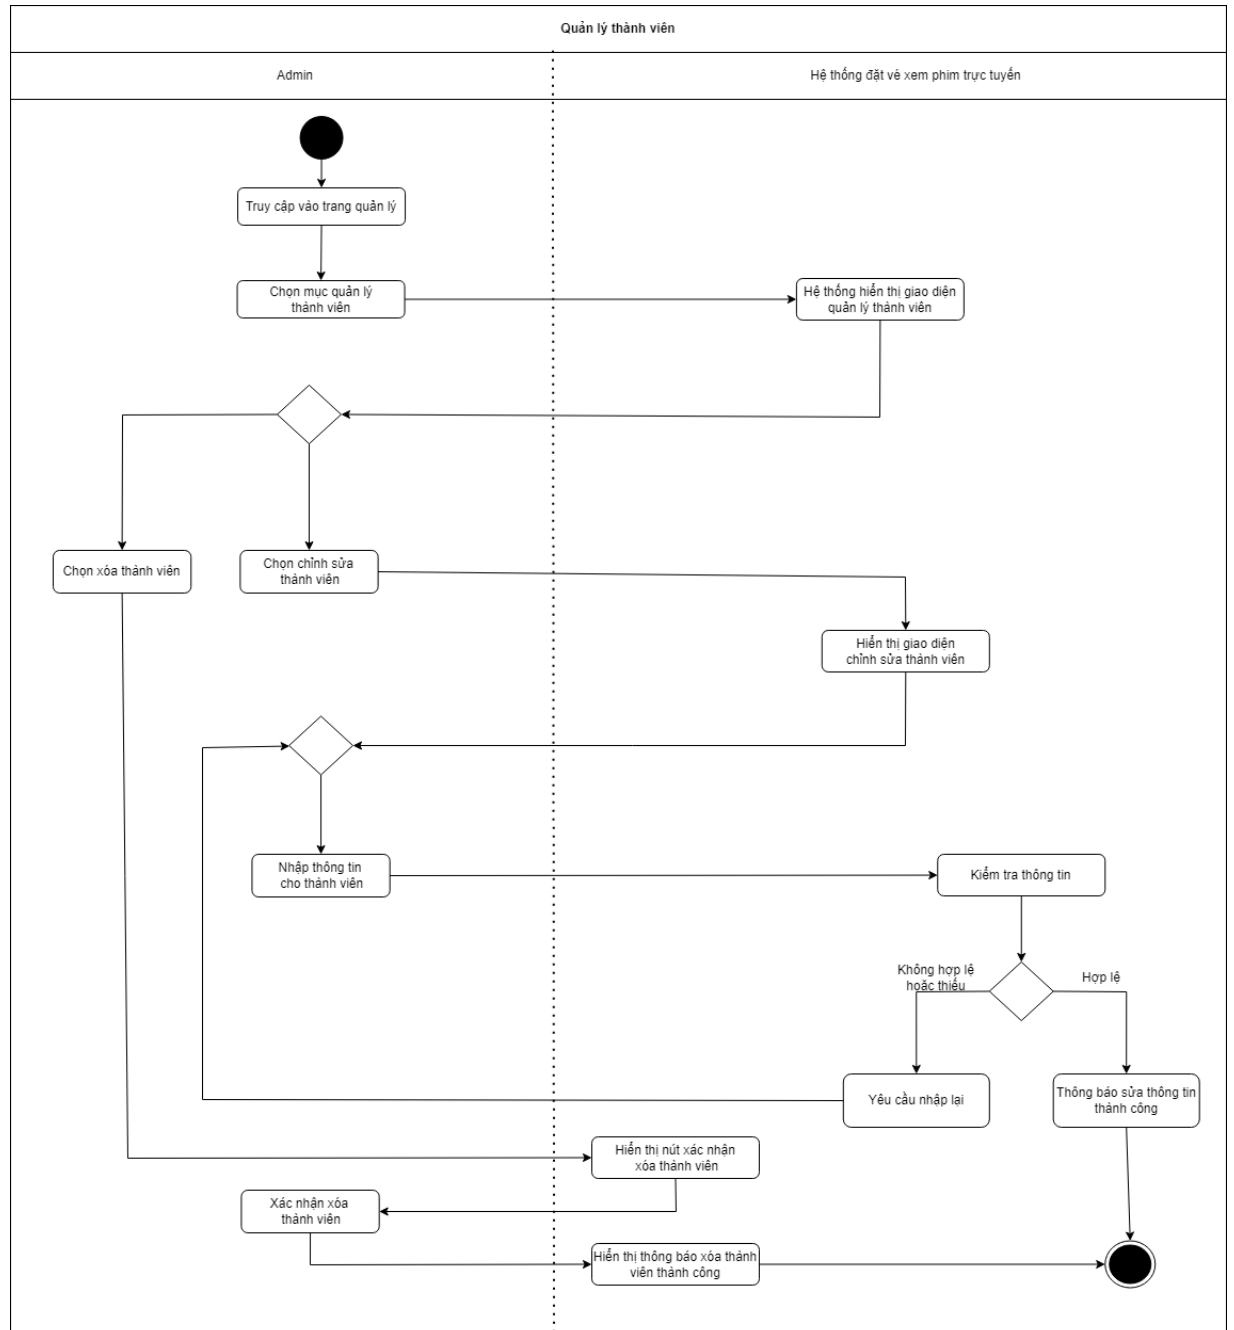 Quản lý thành viên
Admin
Hệ thống đặt vé xem phim trực tuyến
Truy cập vào trang quản lý
Chọn mục quản lý
thành viên
Hệ thống hiển thị giao diện
quản lý thành viên
Chọn xóa thành viên
Chọn chỉnh sửa
thành viên
Hiển thị giao diện
chỉnh sửa thành viên
Nhập thông tin
cho thành viên
Kiểm tra thông tin
Không hợp lệ
hoặc thiếu
Hợp lệ
Yêu cầu nhập lại
Thông báo sửa thông tin
thành công
Hiển thị nút xác nhận
xóa thành viên
Xác nhận xóa
thành viên
Hiển thị thông báo xóa thành
viên thành công